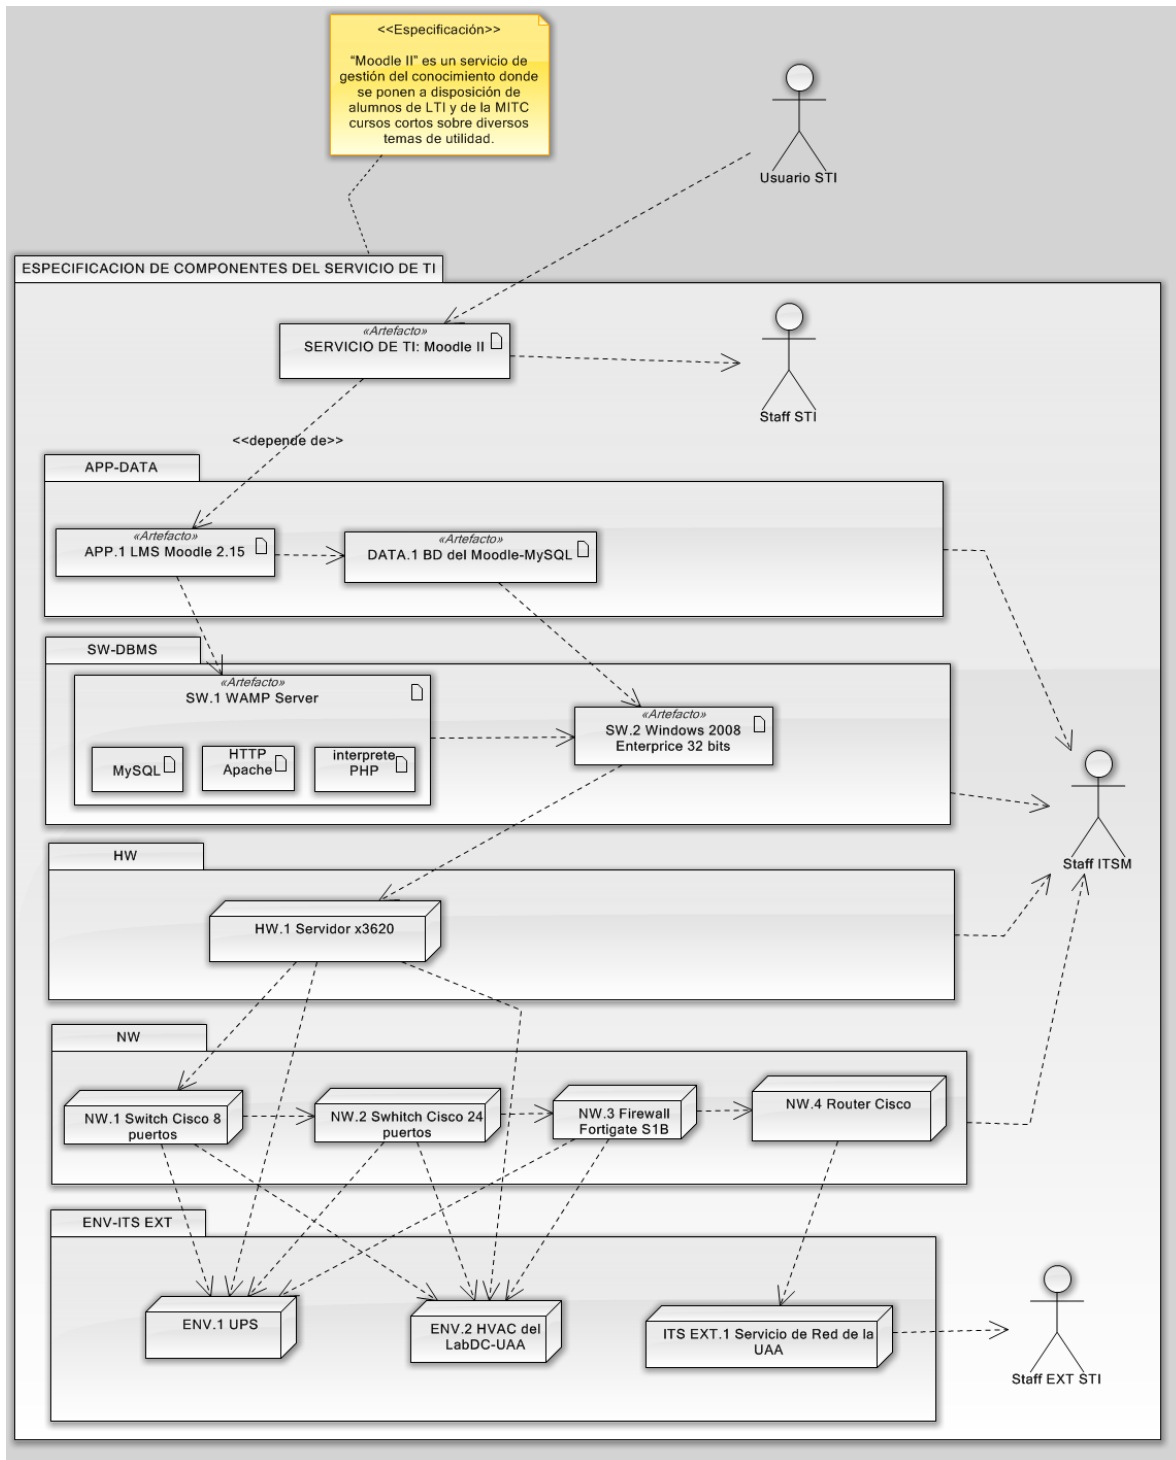 <<Especificación>>
“Moodle II” es un servicio de
gestión del conocimiento donde
se ponen a disposición de
alumnos de LTI y de la MITC
cursos cortos sobre diversos
temas de utilidad.
Usuario STI
ESPECIFICACION DE COMPONENTES DEL SERVICIO DE TI
«Artefacto»
SERVICIO DE TI: Moodle II
Staff STI
<<depende de>>
APP-DATA
«Artefacto»
APP.1 LMS Moodle 2.15
«Artefacto»
DATA.1 BD del Moodle-MySQL
SW-DBMS
«Artefacto»
SW.1 WAMP Server
MySQL
HTTP
Apache
interprete
PHP
«Artefacto»
SW.2 Windows 2008
Enterprice 32 bits
Staff ITSM
HW
HW.1 Servidor x3620
NW
NW.1 Switch Cisco 8
puertos
NW.2 Swhitch Cisco 24
puertos
NW.3 Firewall
Fortigate S1B
NW.4 Router Cisco
ENV-ITS EXT
ENV.1 UPS
ENV.2 HVAC del
LabDC-UAA
ITS EXT.1 Servicio de Red de la
UAA
Staff EXT STI